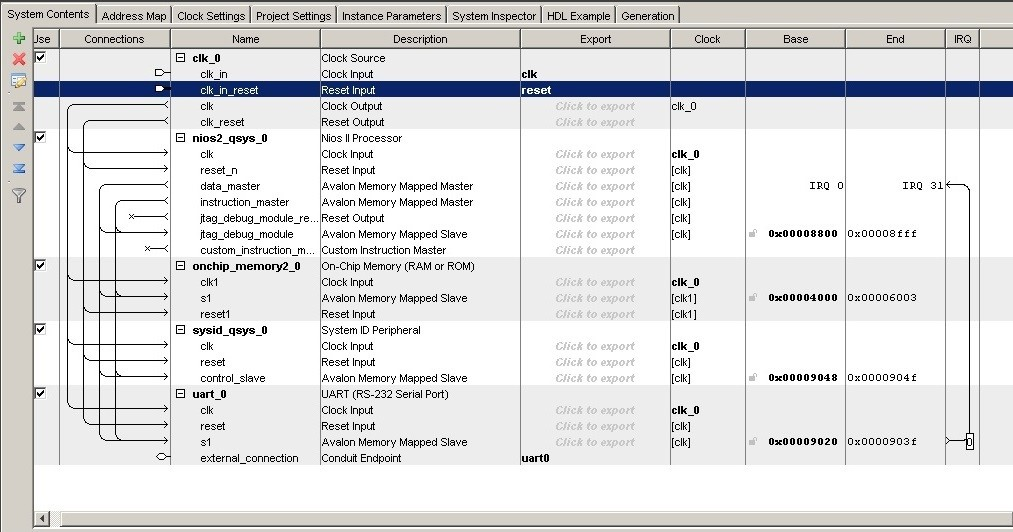 System Contents Address Map Clock Settings Project Settings Instance Parameters System Inspector HDL Example Generation
Use Connections Name Description Export Clock Base End IRQ
clk_0 Clock Source
clk_in Clock Input clk
clk_in_reset Reset Input reset
clk Clock Output Click to export clk_0
clk_reset Reset Output Click to export
nios2_qsys_0 Nios II Processor
clk Clock Input Click to export clk_0
reset_n Reset Input Click to export [clk]
data_master Avalon Memory Mapped Master Click to export [clk] IRQ 0 IRQ 31
instruction_master Avalon Memory Mapped Master Click to export [clk]
jtag_debug_module_re... Reset Output Click to export [clk]
jtag_debug_module Avalon Memory Mapped Slave Click to export [clk] 0x00008800 0x00008fff
custom_instruction_m... Custom Instruction Master Click to export
onchip_memory2_0 On-Chip Memory (RAM or ROM)
clk1 Clock Input Click to export clk_0
s1 Avalon Memory Mapped Slave Click to export [clk1] 0x00004000 0x00006003
reset1 Reset Input Click to export [clk1]
sysid_qsys_0 System ID Peripheral
clk Clock Input Click to export clk_0
reset Reset Input Click to export [clk]
control_slave Avalon Memory Mapped Slave Click to export [clk] 0x00009048 0x0000904f
uart_0 UART (RS-232 Serial Port)
clk Clock Input Click to export clk_0
reset Reset Input Click to export [clk]
s1 Avalon Memory Mapped Slave Click to export [clk] 0x00009020 0x0000903f 0
external_connection Conduit Endpoint uart0